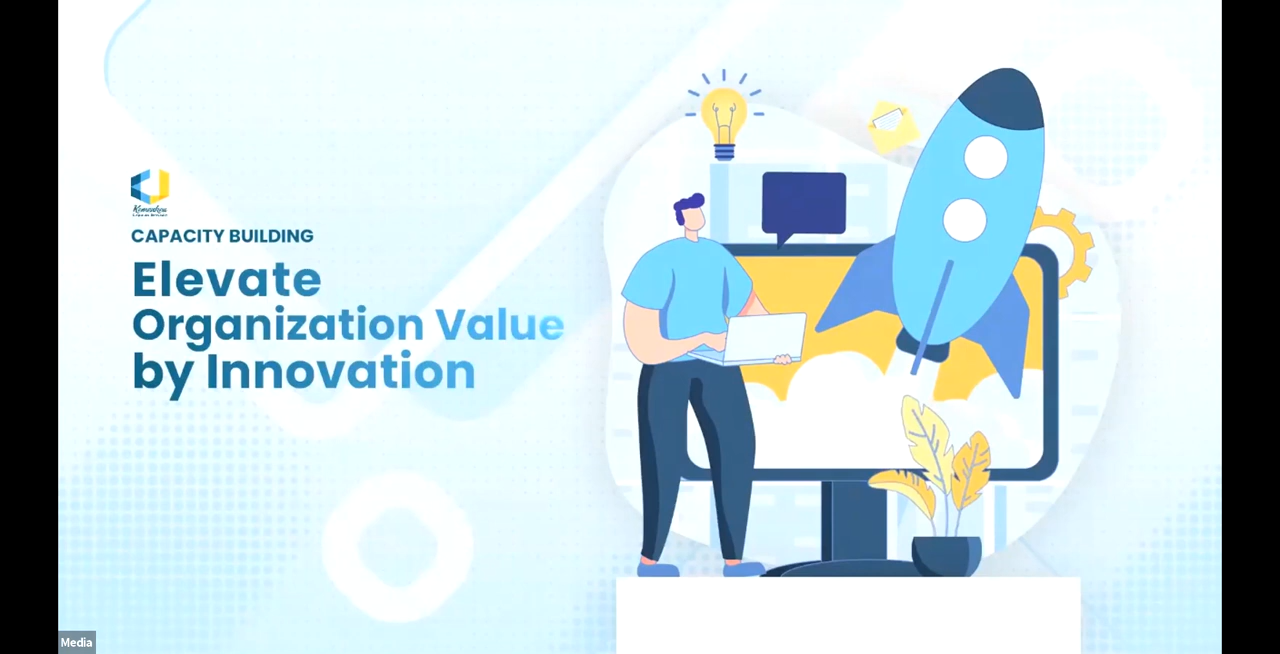 CAPACITY BUILDING
Elevate
Organization Value
by Innovation
Media